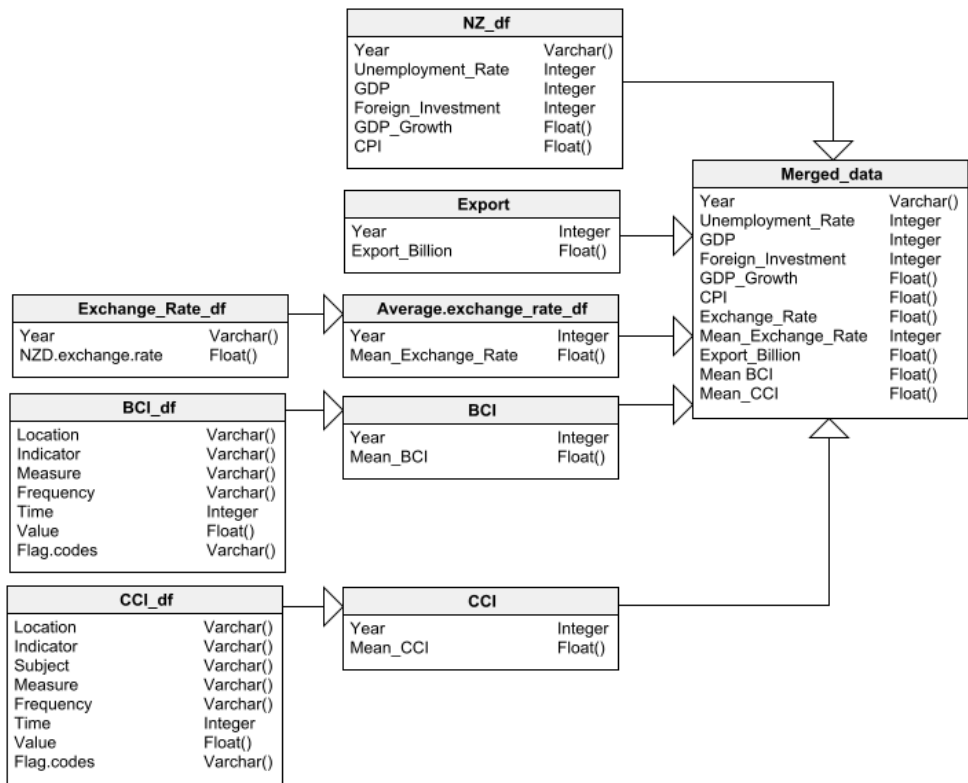 NZ_df
Year Varchar()
Unemployment_Rate Integer
GDP Integer
Foreign_Investment Integer
GDP_Growth Float()
CPI Float()
Export
Year Integer
Export_Billion Float()
Exchange_Rate_df
Year Varchar()
NZD.exchange.rate Float()
Average.exchange_rate_df
Year Integer
Mean_Exchange_Rate Float()
BCI_df
Location Varchar()
Indicator Varchar()
Measure Varchar()
Frequency Varchar()
Time Integer
Value Float()
Flag.codes Varchar()
BCI
Year Integer
Mean_BCI Float()
CCI_df
Location Varchar()
Indicator Varchar()
Subject Varchar()
Measure Varchar()
Frequency Varchar()
Time Integer
Value Float()
Flag.codes Varchar()
CCI
Year Integer
Mean_CCI Float()
Merged_data
Year Varchar()
Unemployment_Rate Integer
GDP Integer
Foreign_Investment Integer
GDP_Growth Float()
CPI Float()
Exchange_Rate Float()
Mean_Exchange_Rate Integer
Export_Billion Float()
Mean BCI Float()
Mean_CCI Float()